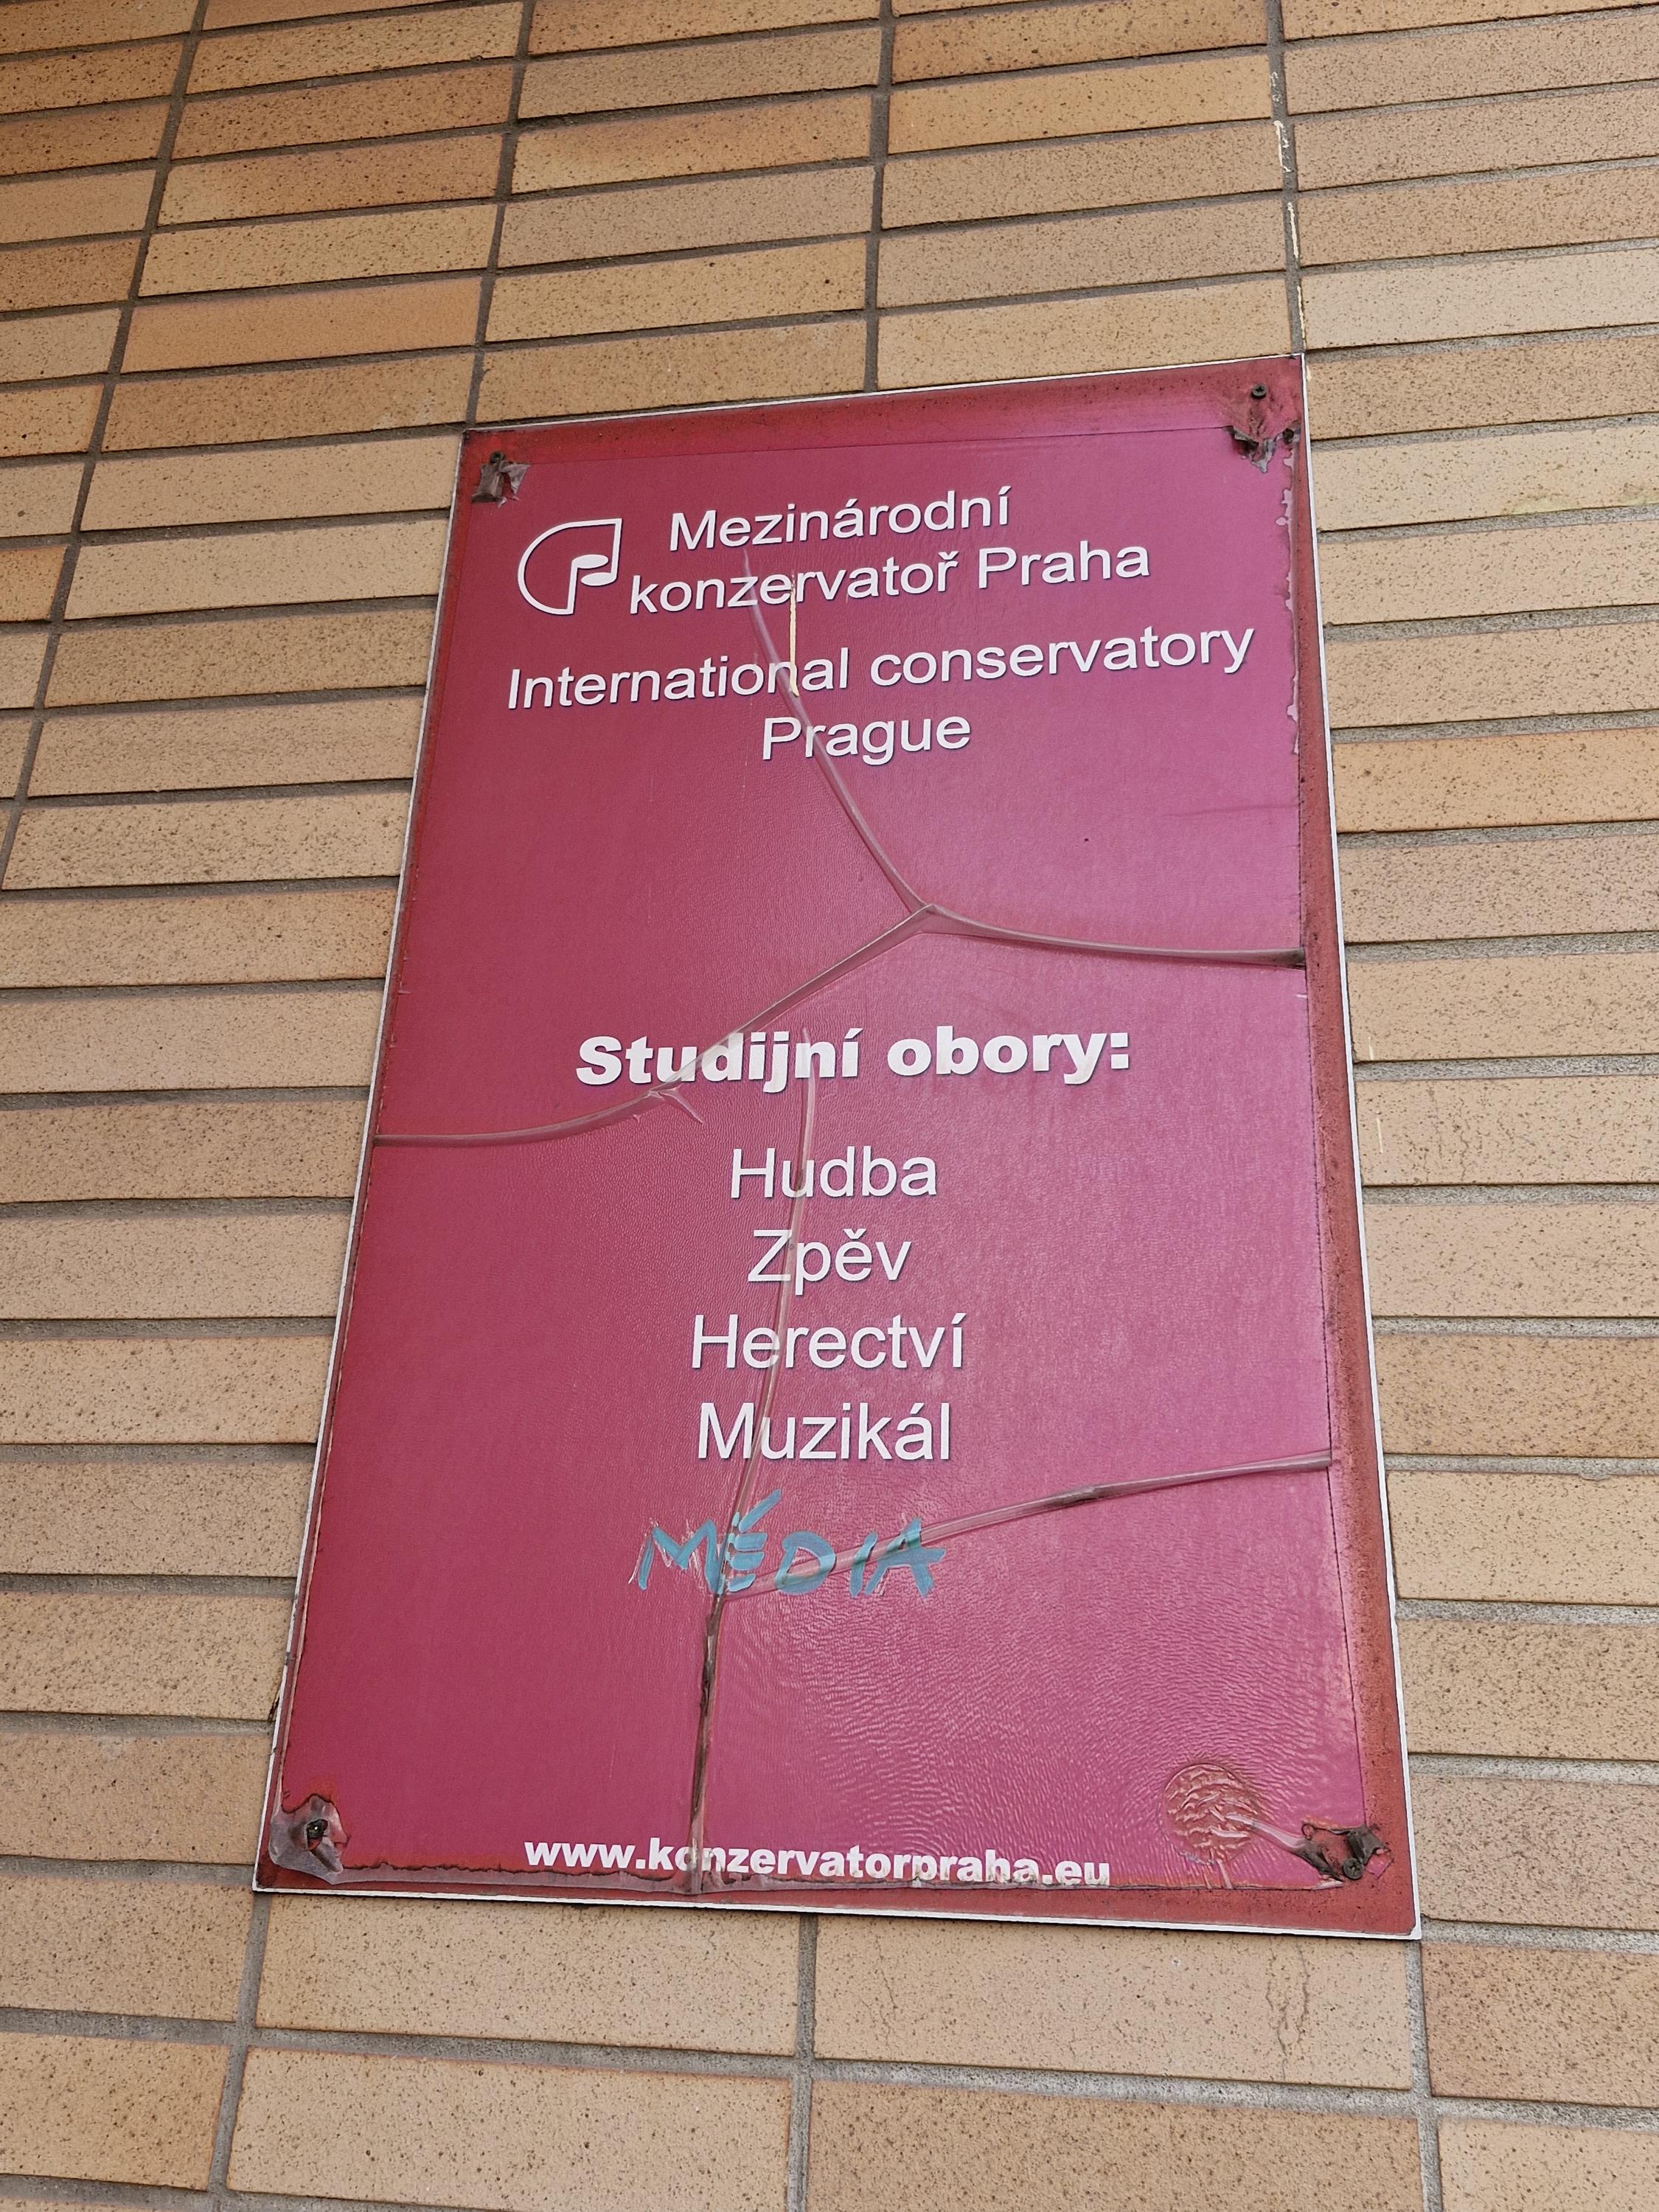 Mezinárodní
konzervatoř Praha
International conservatory
Prague
Studijní obory:
Hudba
Zpěv
Herectví
Muzikál
MÉDIA
www.konzervatorpraha.eu